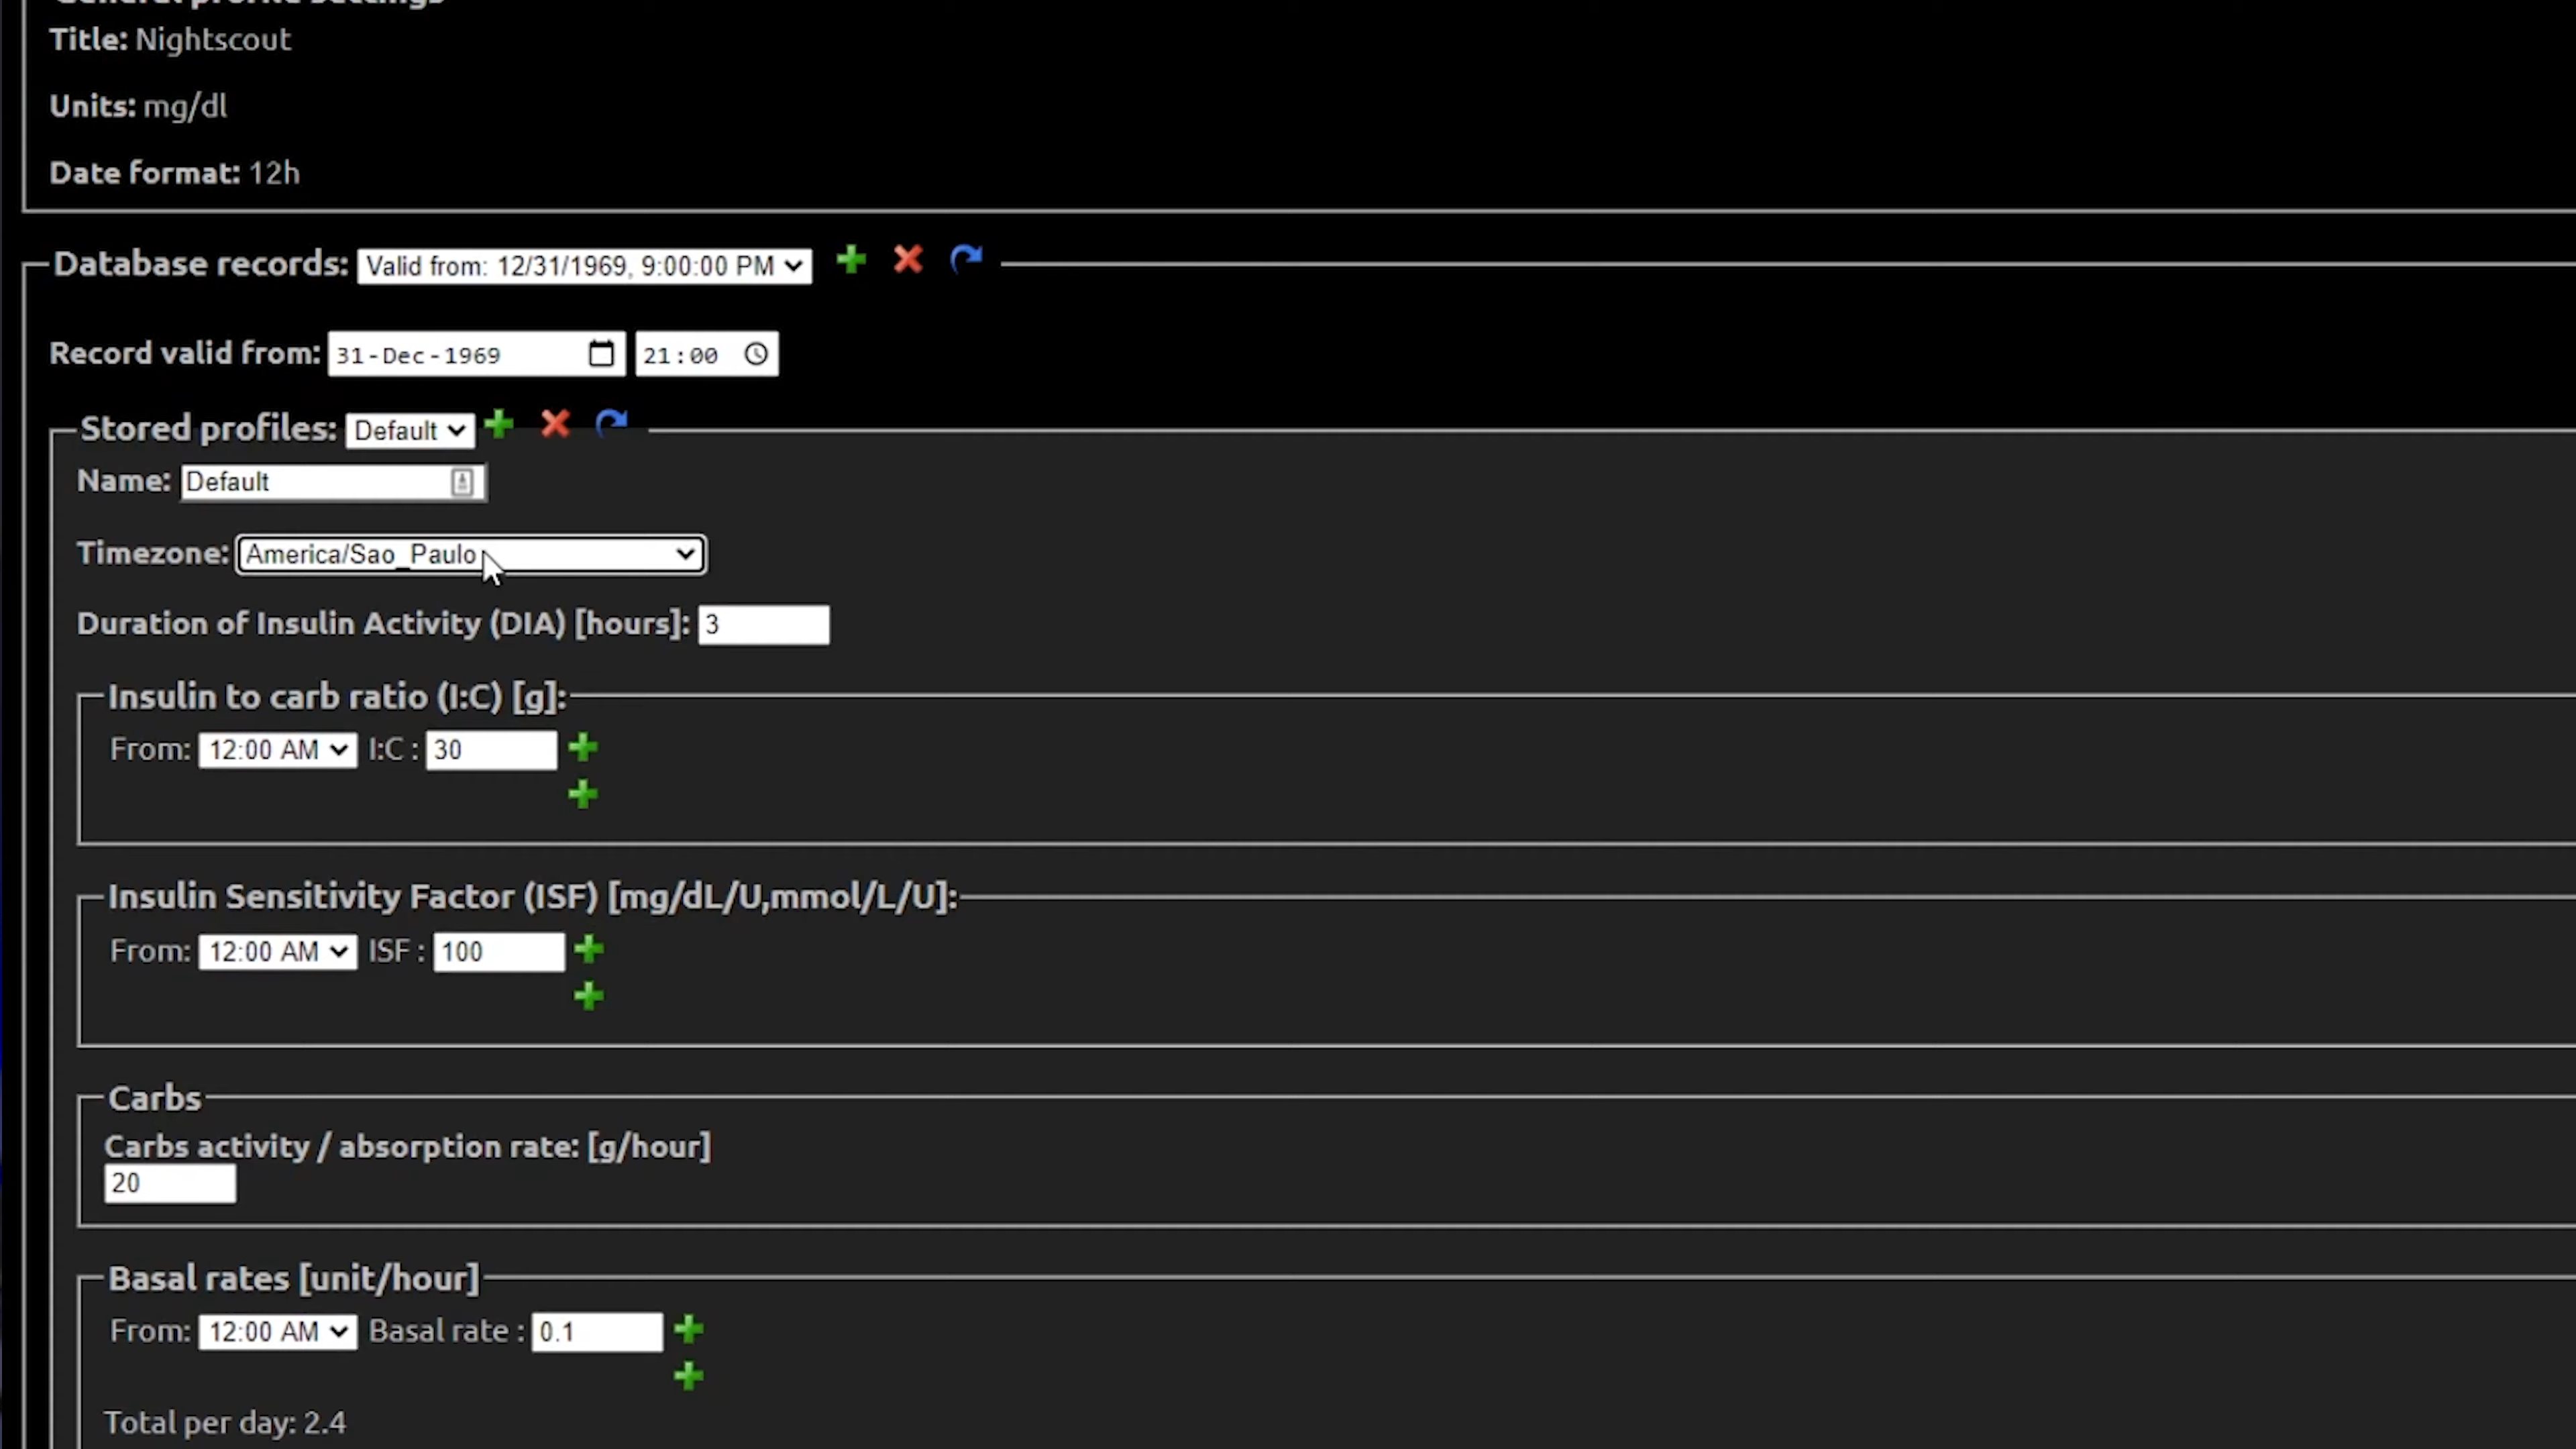 General profile settings
Title: Nightscout
Units: mg/dl
Date format: 12h
Database records: Valid from: 12/31/1969, 9:00:00 PM
Record valid from: 31-Dec-1969 21:00
Stored profiles: Default
Name: Default
Timezone: America/Sao_Paulo
Duration of Insulin Activity (DIA) [hours]: 3
Insulin to carb ratio (I:C) [g]:
From: 12:00 AM I:C : 30
Insulin Sensitivity Factor (ISF) [mg/dL/U,mmol/L/U]:
From: 12:00 AM ISF : 100
Carbs
Carbs activity / absorption rate: [g/hour]
20
Basal rates [unit/hour]
From: 12:00 AM Basal rate : 0.1
Total per day: 2.4